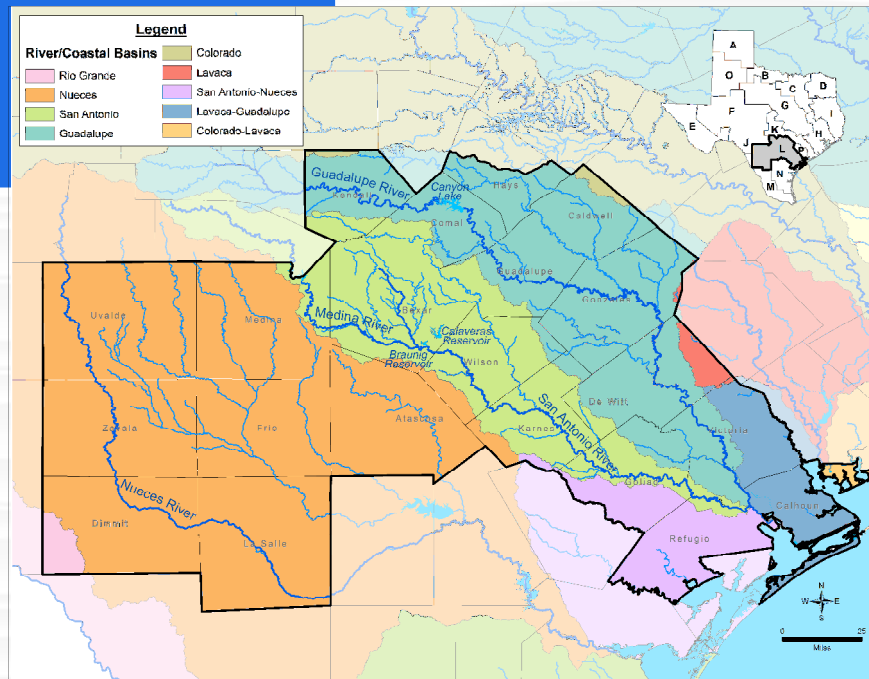 Legend
River/Coastal Basins
Rio Grande
Nueces
San Antonio
Guadalupe
Colorado
Lavaca
San Antonio-Nueces
Lavaca-Guadalupe
Colorado-Lavaca
A
O
B
C
D
F
G
I
E
K
H
J
L
P
N
M
Guadalupe River
Canyon
Lake
Kendall
Hays
Comal
Caldwell
Guadalupe
Gonzales
Uvalde
Medina
Medina River
Bexar
Calaveras
Reservoir
Braunig
Reservoir
Wilson
San Antonio River
De Witt
Victoria
Zavala
Frio
Atascosa
Karnes
Goliad
Calhoun
Nueces River
Dimmit
La Salle
Refugio
N
W
E
S
0
25
Miles